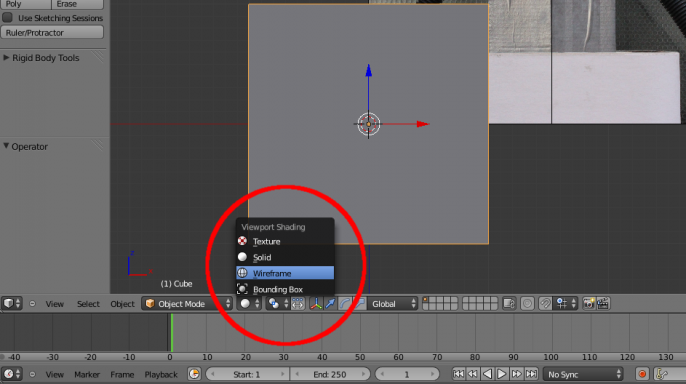 Poly Erase
Use Sketching Sessions
Ruler/Protractor
Rigid Body Tools
Operator
Viewport Shading
Texture
Solid
Wireframe
Bounding Box
(1) Cube
View Select Object Object Mode Global
-40 -30 -20 -10 0 10 20 30 40 50 60 70 80 90 100 110 120 130
View Marker Frame Playback Start: 1 End: 250 1 No Sync